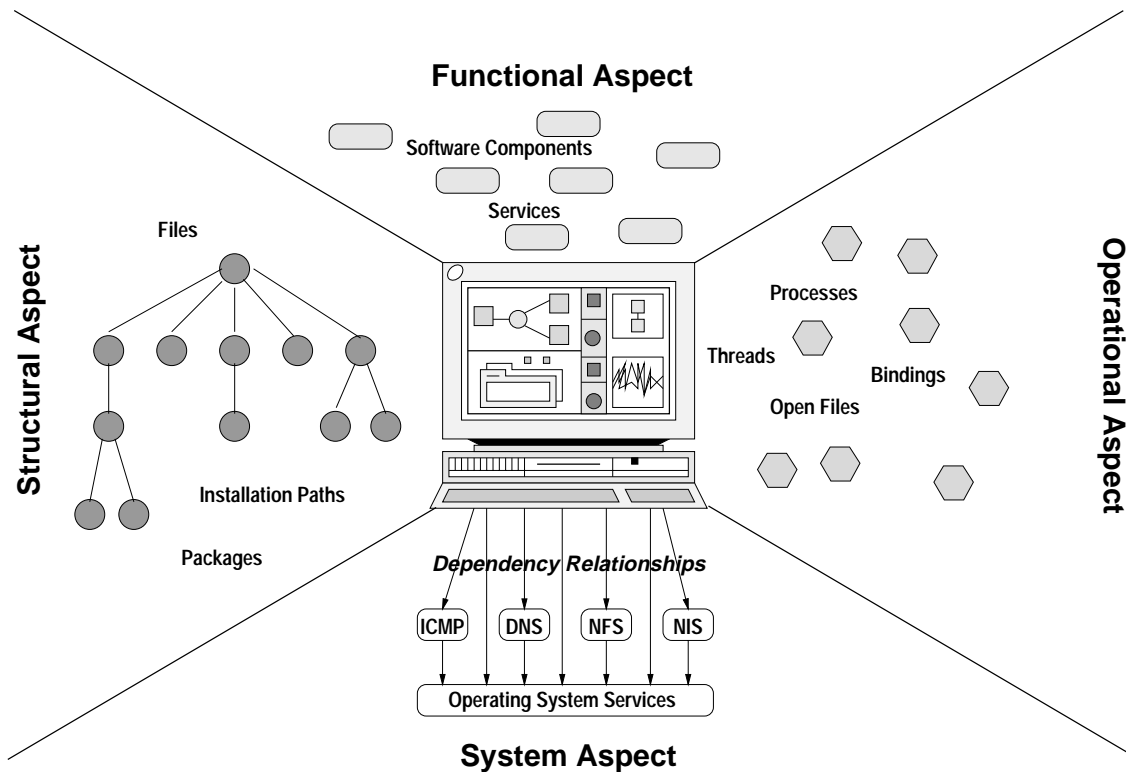 Functional Aspect
Software Components
Services
Structural Aspect
Files
Installation Paths
Packages
Operational Aspect
Processes
Threads
Bindings
Open Files
Dependency Relationships
ICMP
DNS
NFS
NIS
Operating System Services
System Aspect